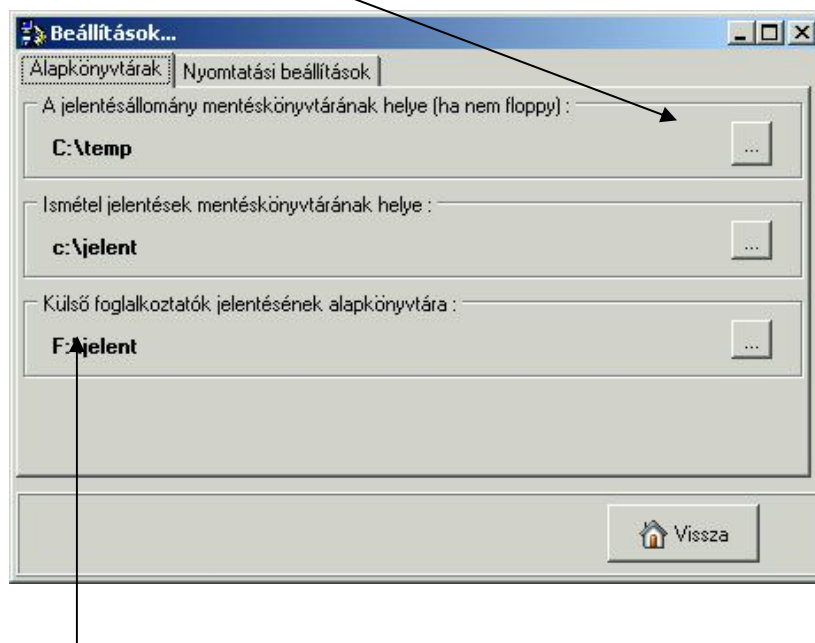 Beállítások...
Alapkönyvtárak Nyomtatási beállítások
A jelentésállomány mentéskönyvtárának helye (ha nem floppy) :
C:\temp ...
Ismétel jelentések mentéskönyvtárának helye :
c:\jelent ...
Külső foglalkoztatók jelentésének alapkönyvtára :
F:\jelent ...
Vissza